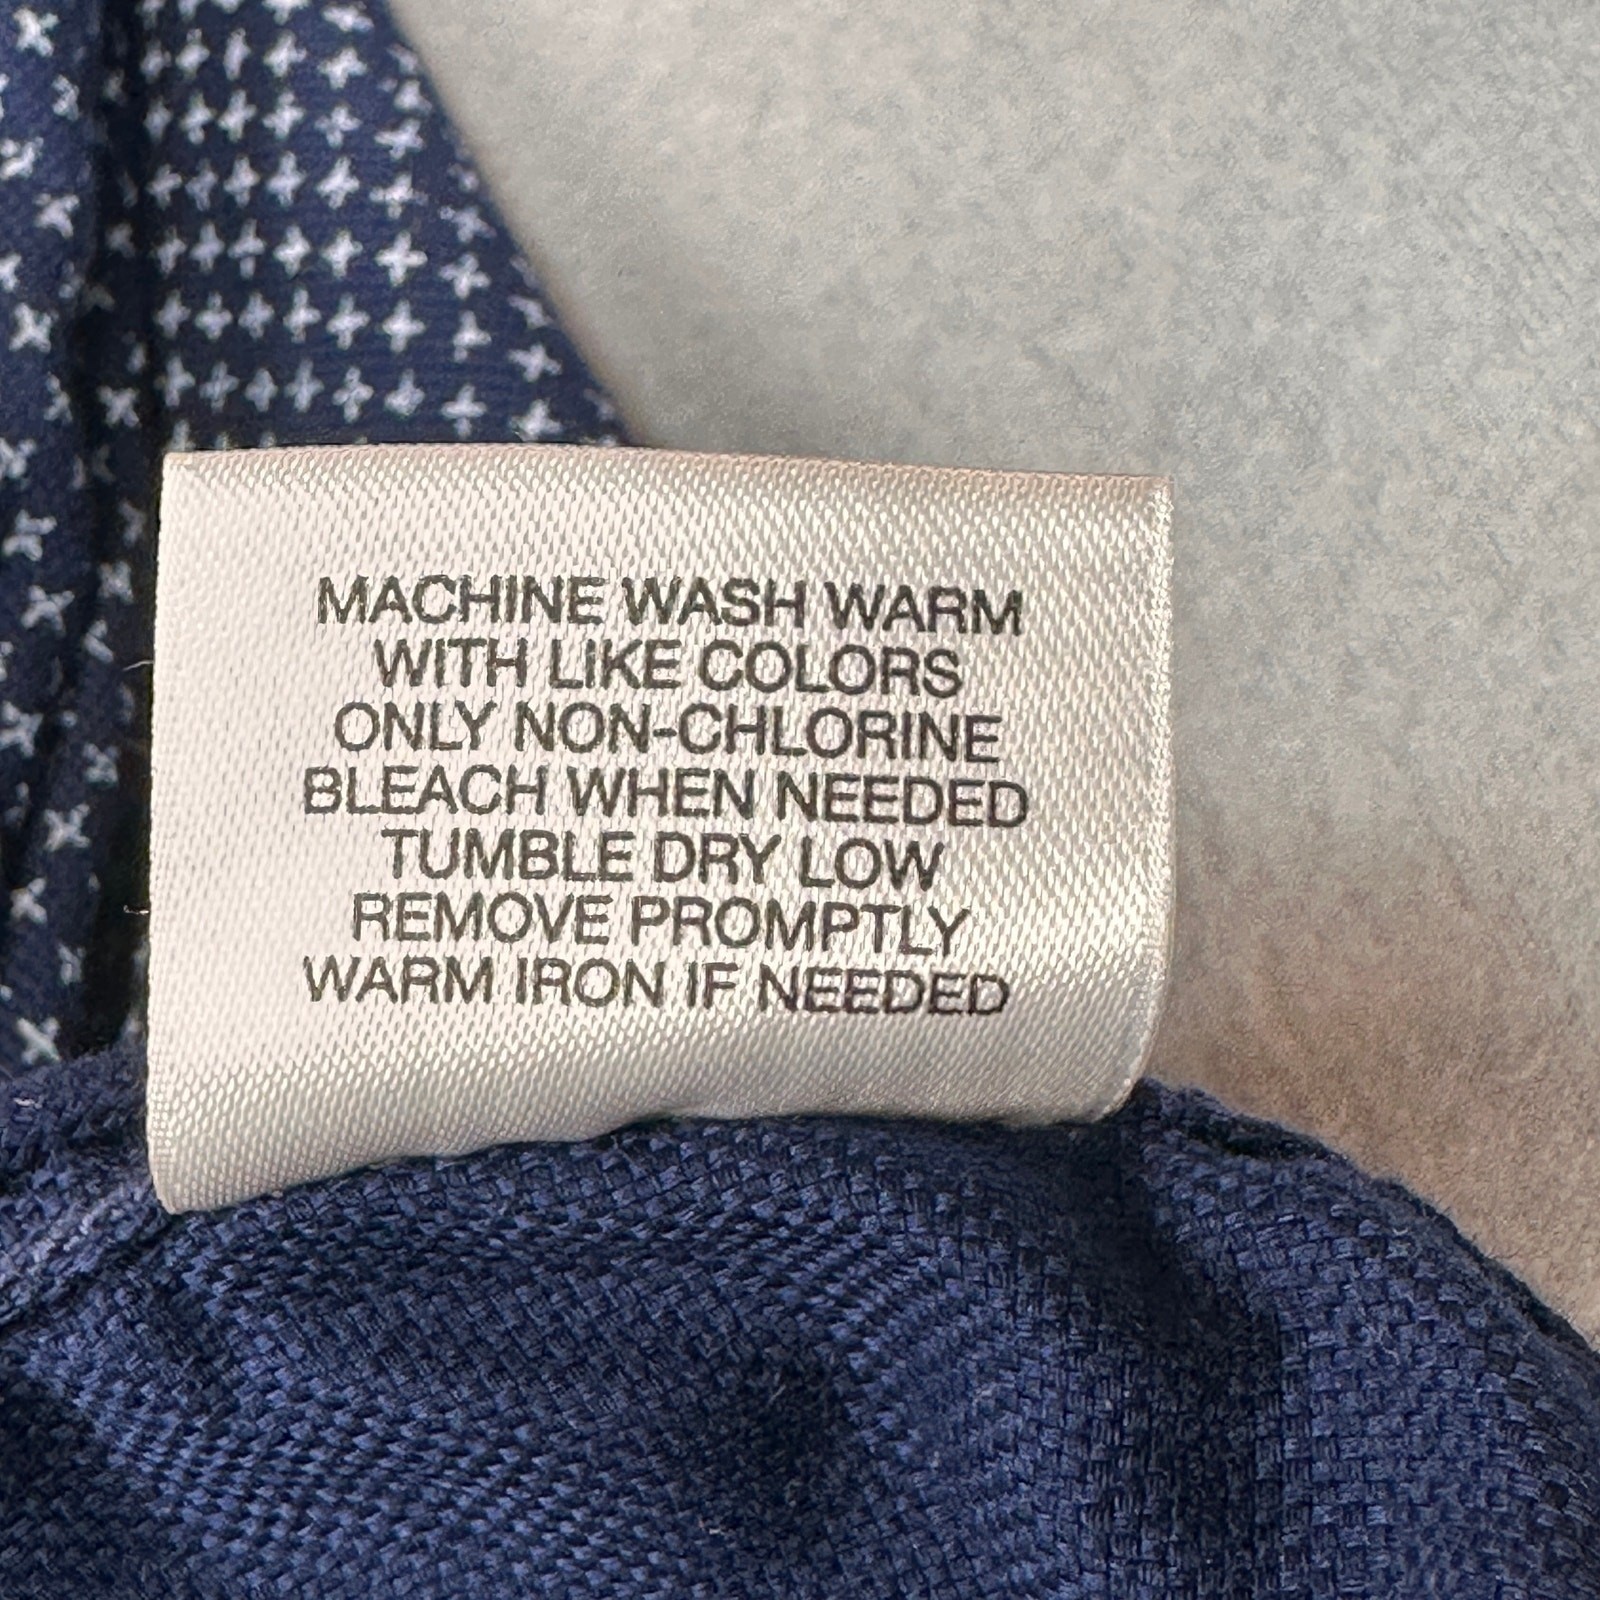 MACHINE WASH WARM
WITH LIKE COLORS
ONLY NON-CHLORINE
BLEACH WHEN NEEDED
TUMBLE DRY LOW
REMOVE PROMPTLY
WARM IRON IF NEEDED